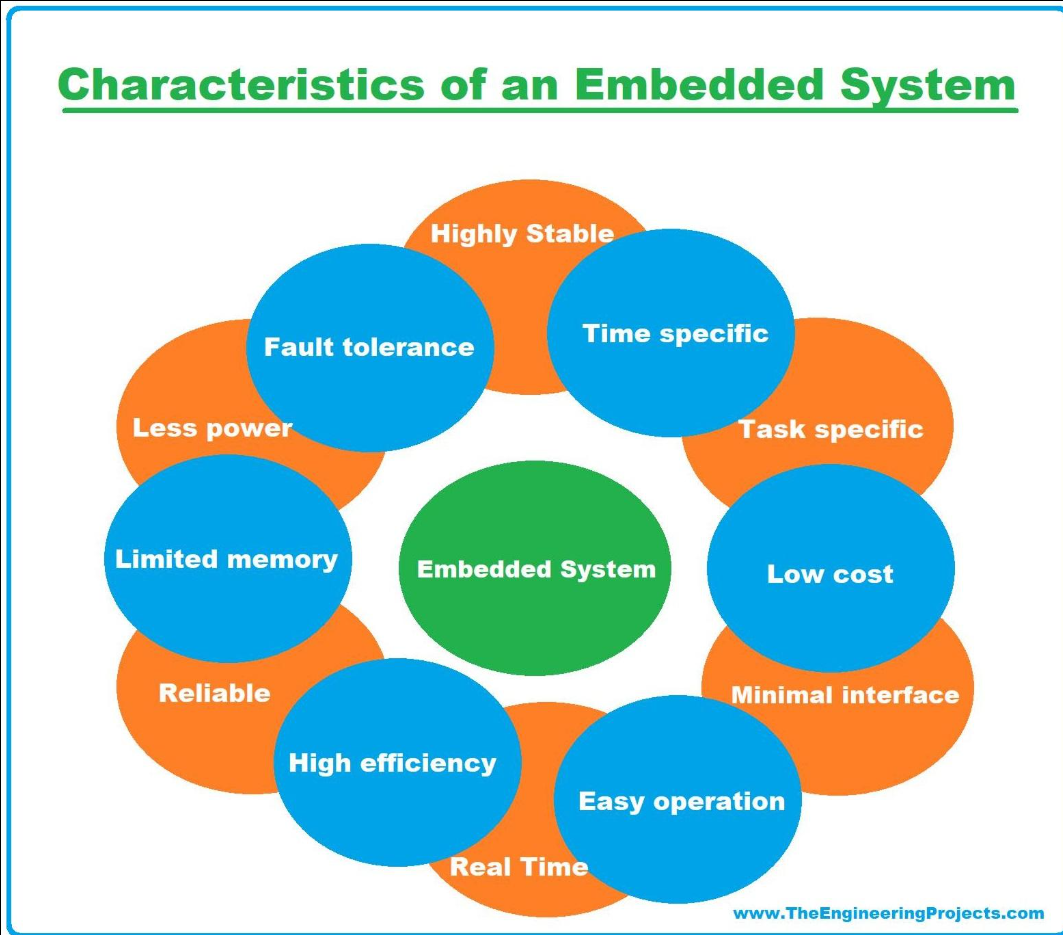 Characteristics of an Embedded System
Highly Stable
Time specific
Fault tolerance
Less power
Task specific
Limited memory
Embedded System
Low cost
Reliable
Minimal interface
High efficiency
Easy operation
Real Time
www.TheEngineeringProjects.com